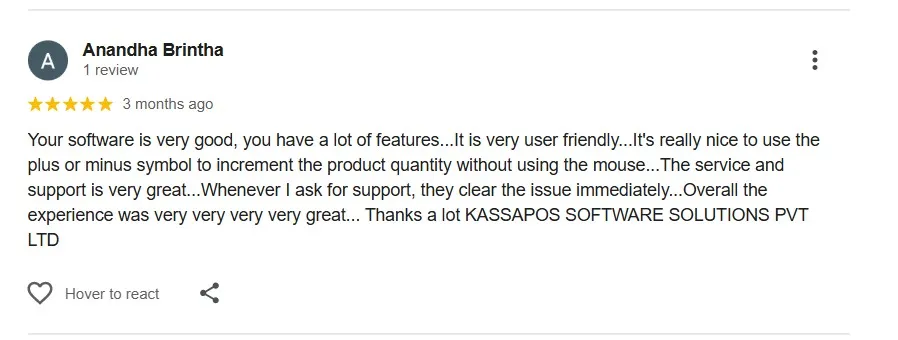 A
Anandha Brintha
1 review
3 months ago
Your software is very good, you have a lot of features...It is very user friendly...It's really nice to use the
plus or minus symbol to increment the product quantity without using the mouse...The service and
support is very great...Whenever I ask for support, they clear the issue immediately...Overall the
experience was very very very very great... Thanks a lot KASSAPOS SOFTWARE SOLUTIONS PVT
LTD
Hover to react